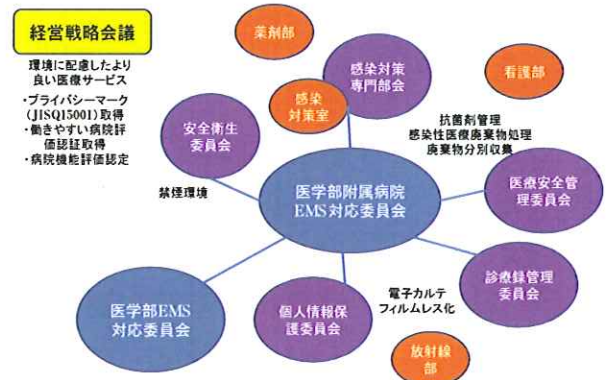 経営戦略会議
環境に配慮したより
良い医療サービス
・プライバシーマーク
(JISQ15001)取得
・働きやすい病院評
価認証取得
・病院機能評価認定
薬剤部
感染対策
専門部会
看護部
感染
対策室
安全衛生
委員会
抗菌剤管理
感染性医療廃棄物処理
廃棄物分別収集
禁煙環境
医学部附属病院
EMS対応委員会
医療安全管
理委員会
医学部EMS
対応委員会
個人情報保
護委員会
電子カルテ
フィルムレス化
診療録管理
委員会
放射線
部